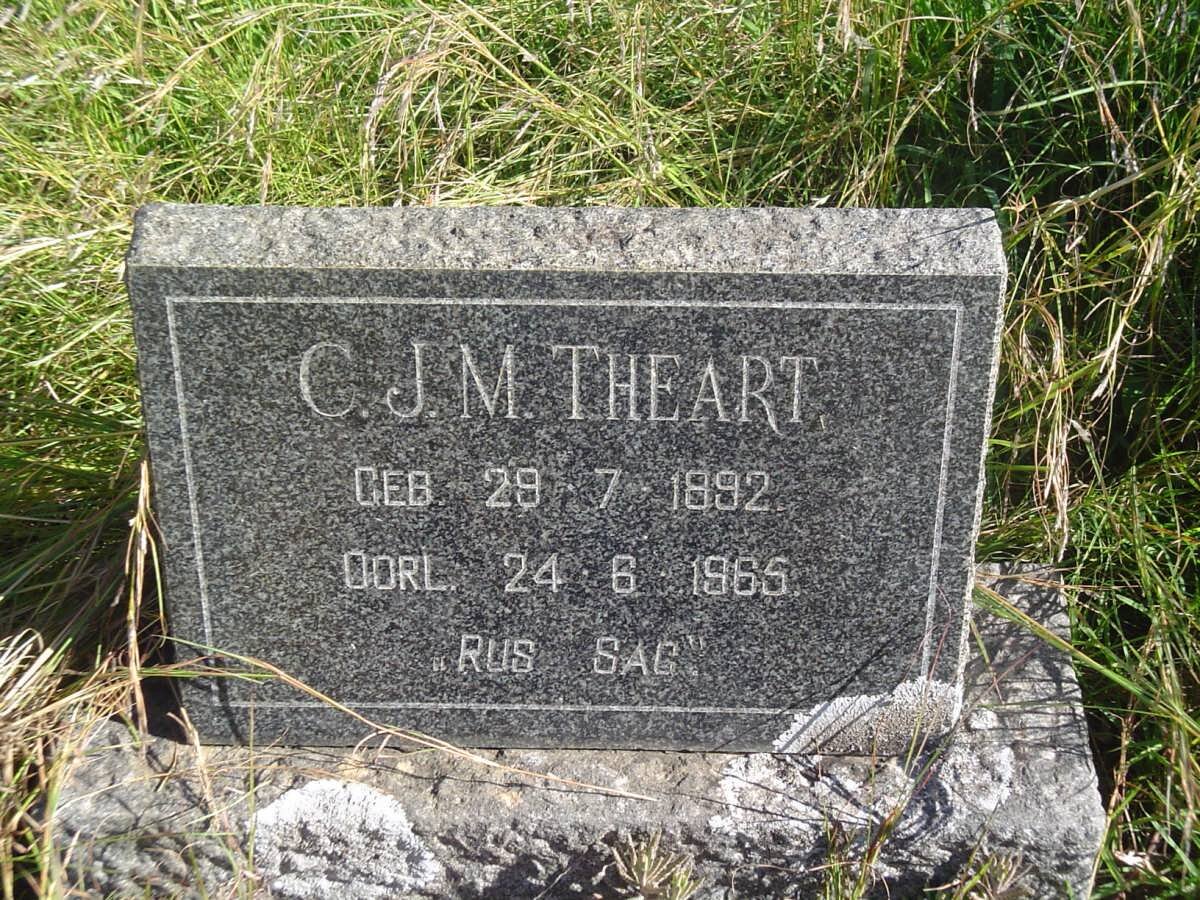 C. J. M. THEART.
GEB. 29 · 7 · 1892.
OORL. 24 · 6 · 1965.
„RUS SAG”.